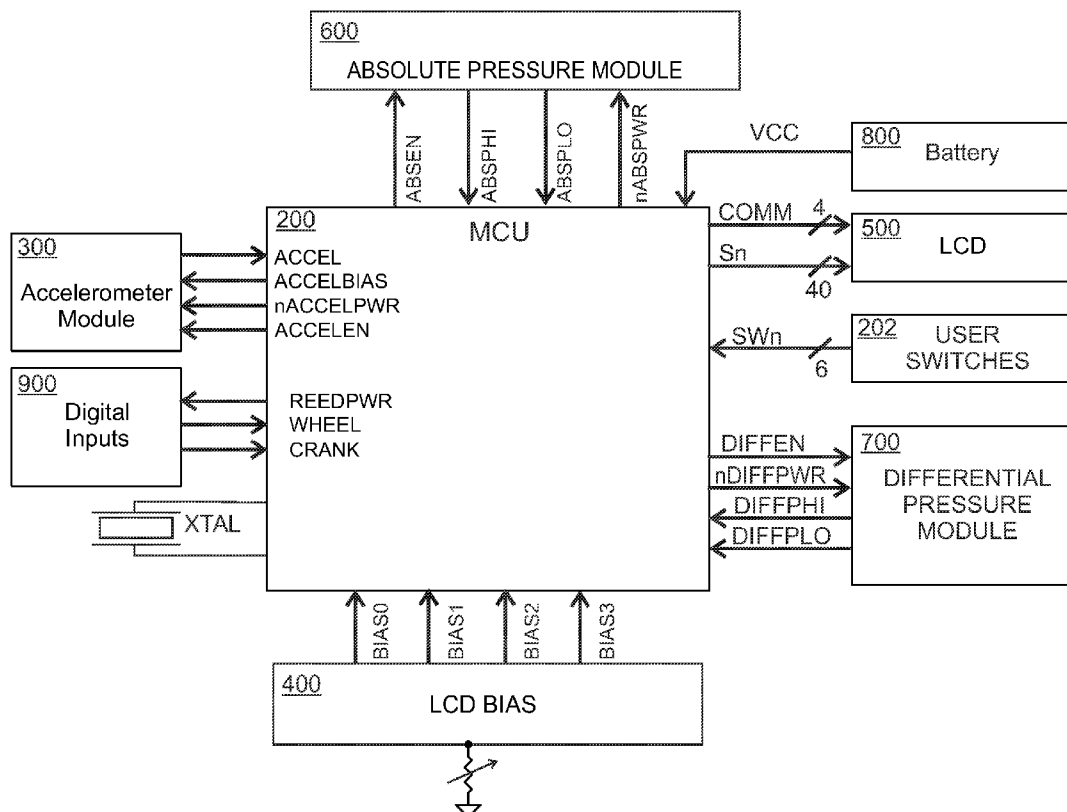 600
ABSOLUTE PRESSURE MODULE
ABSEN
ABSPHI
ABSPLO
nABSPWR
VCC
800
Battery
200
MCU
COMM
4
500
LCD
Sn
40
300
Accelerometer
Module
ACCEL
ACCELBIAS
nACCELPWR
ACCELEN
SWn
6
202
USER
SWITCHES
900
Digital
Inputs
REEDPWR
WHEEL
CRANK
DIFFEN
nDIFFPWR
DIFFPHI
DIFFPLO
700
DIFFERENTIAL
PRESSURE
MODULE
XTAL
BIAS0
BIAS1
BIAS2
BIAS3
400
LCD BIAS